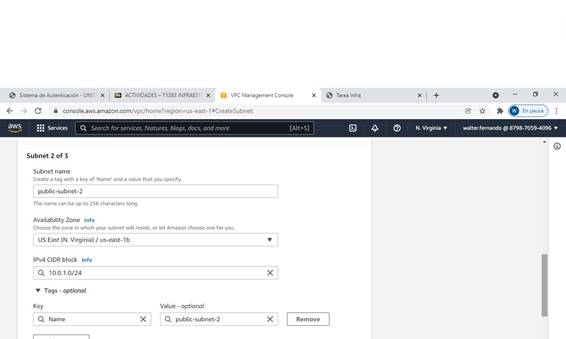 Sistema de Autenticación - UNIT
ACTIVIDADES – T1383 INFRAEST
VPC Management Console
Tarea Infra
console.aws.amazon.com/vpc/home?region=us-east-1#CreateSubnet:
W
En pausa
aws
Services
Search for services, features, blogs, docs, and more
[Alt+S]
N. Virginia
walter.fernando @ 8798-7059-4096
Subnet 2 of 3
Subnet name
Create a tag with a key of 'Name' and a value that you specify.
public-subnet-2
The name can be up to 256 characters long.
Availability Zone Info
Choose the zone in which your subnet will reside, or let Amazon choose one for you.
US East (N. Virginia) / us-east-1b
IPv4 CIDR block Info
10.0.1.0/24
Tags - optional
Key
Value - optional
Name
public-subnet-2
Remove